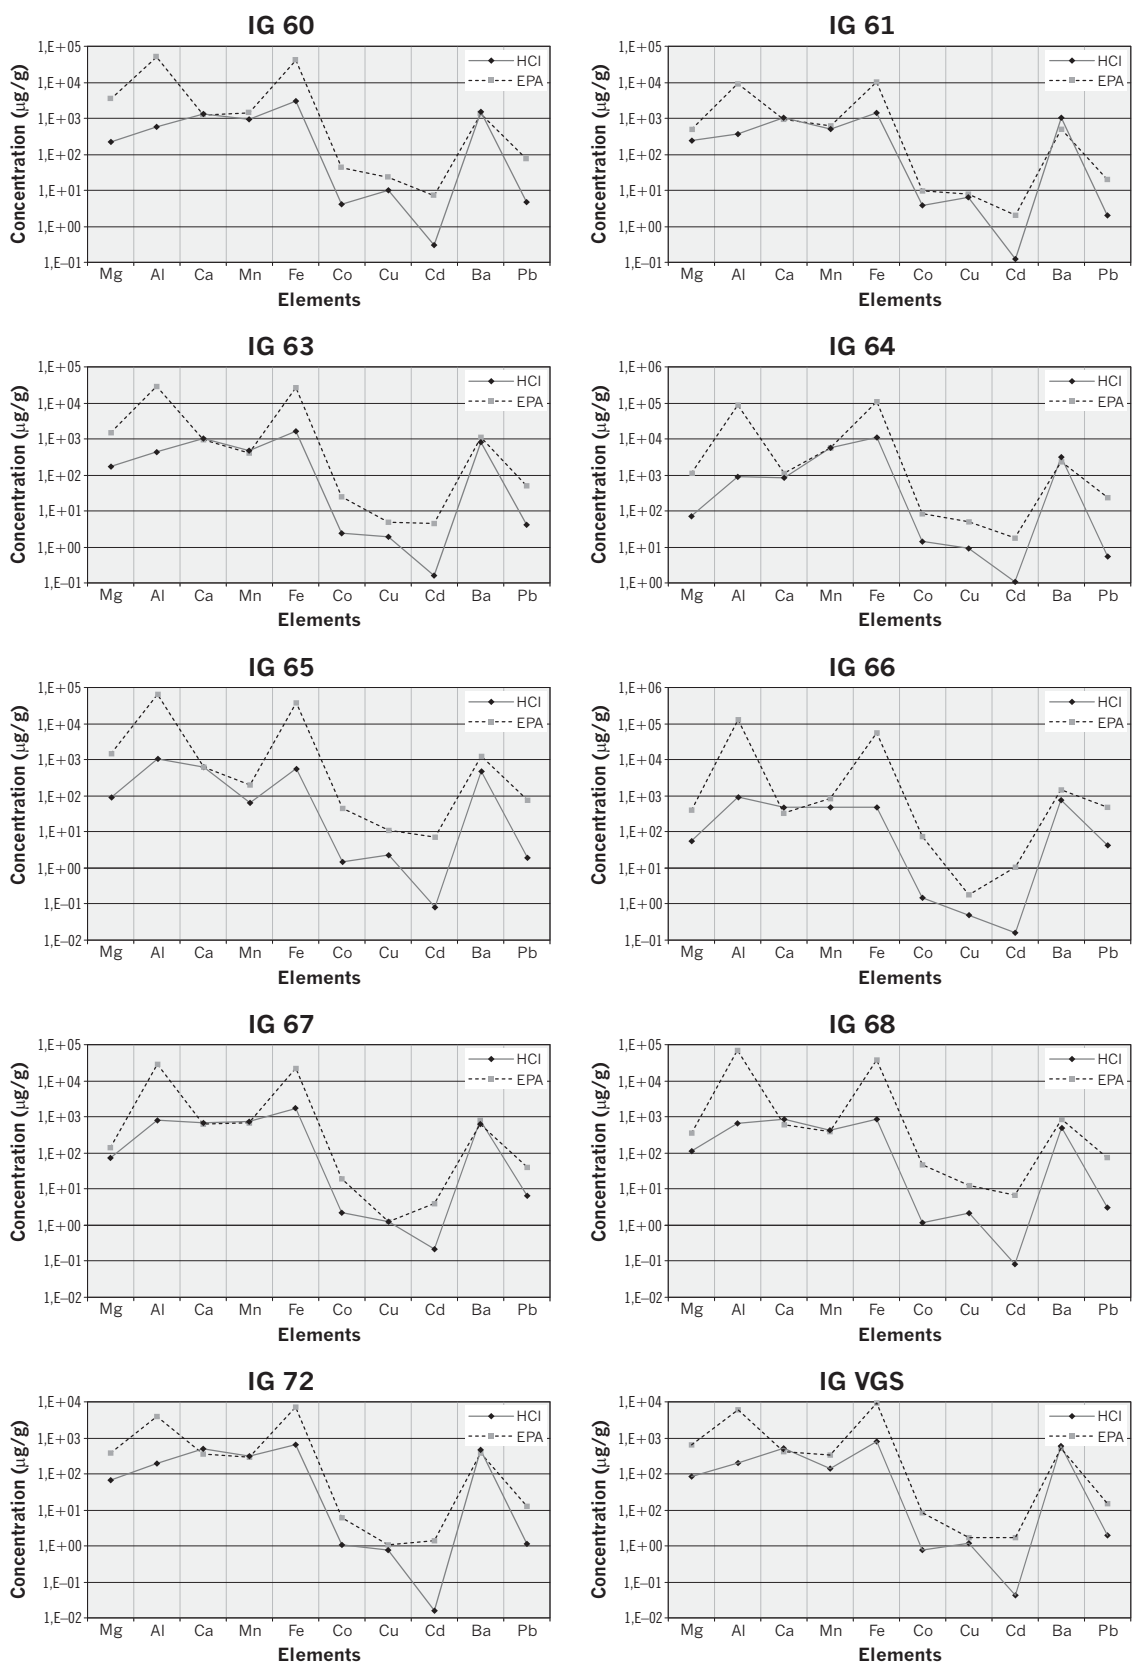 IG 60
1,E+05
1,E+04
1,E+03
1,E+02
1,E+01
1,E+00
1,E–01
Concentration (µg/g)
HCl
EPA
Mg Al Ca Mn Fe Co Cu Cd Ba Pb
Elements
IG 61
1,E+05
1,E+04
1,E+03
1,E+02
1,E+01
1,E+00
1,E–01
Concentration (µg/g)
HCl
EPA
Mg Al Ca Mn Fe Co Cu Cd Ba Pb
Elements
IG 63
1,E+05
1,E+04
1,E+03
1,E+02
1,E+01
1,E+00
1,E–01
Concentration (µg/g)
HCl
EPA
Mg Al Ca Mn Fe Co Cu Cd Ba Pb
Elements
IG 64
1,E+06
1,E+05
1,E+04
1,E+03
1,E+02
1,E+01
1,E+00
Concentration (µg/g)
HCl
EPA
Mg Al Ca Mn Fe Co Cu Cd Ba Pb
Elements
IG 65
1,E+05
1,E+04
1,E+03
1,E+02
1,E+01
1,E+00
1,E–01
1,E–02
Concentration (µg/g)
HCl
EPA
Mg Al Ca Mn Fe Co Cu Cd Ba Pb
Elements
IG 66
1,E+06
1,E+05
1,E+04
1,E+03
1,E+02
1,E+01
1,E+00
1,E–01
Concentration (µg/g)
HCl
EPA
Mg Al Ca Mn Fe Co Cu Cd Ba Pb
Elements
IG 67
1,E+05
1,E+04
1,E+03
1,E+02
1,E+01
1,E+00
1,E–01
1,E–02
Concentration (µg/g)
HCl
EPA
Mg Al Ca Mn Fe Co Cu Cd Ba Pb
Elements
IG 68
1,E+05
1,E+04
1,E+03
1,E+02
1,E+01
1,E+00
1,E–01
1,E–02
Concentration (µg/g)
HCl
EPA
Mg Al Ca Mn Fe Co Cu Cd Ba Pb
Elements
IG 72
1,E+04
1,E+03
1,E+02
1,E+01
1,E+00
1,E–01
1,E–02
Concentration (µg/g)
HCl
EPA
Mg Al Ca Mn Fe Co Cu Cd Ba Pb
Elements
IG VGS
1,E+04
1,E+03
1,E+02
1,E+02
1,E+00
1,E–01
1,E–02
Concentration (µg/g)
HCl
EPA
Mg Al Ca Mn Fe Co Cu Cd Ba Pb
Elements